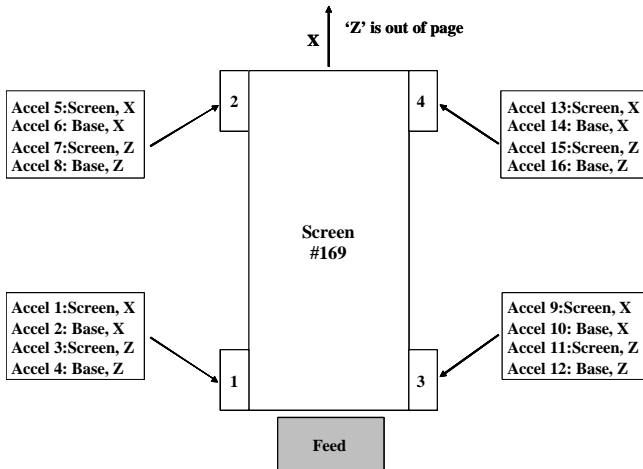 X
‘Z’ is out of page
Accel 5:Screen, X
Accel 6: Base, X
Accel 7:Screen, Z
Accel 8: Base, Z
2
4
Accel 13:Screen, X
Accel 14: Base, X
Accel 15:Screen, Z
Accel 16: Base, Z
Screen
#169
Accel 1:Screen, X
Accel 2: Base, X
Accel 3:Screen, Z
Accel 4: Base, Z
1
3
Accel 9:Screen, X
Accel 10: Base, X
Accel 11:Screen, Z
Accel 12: Base, Z
Feed